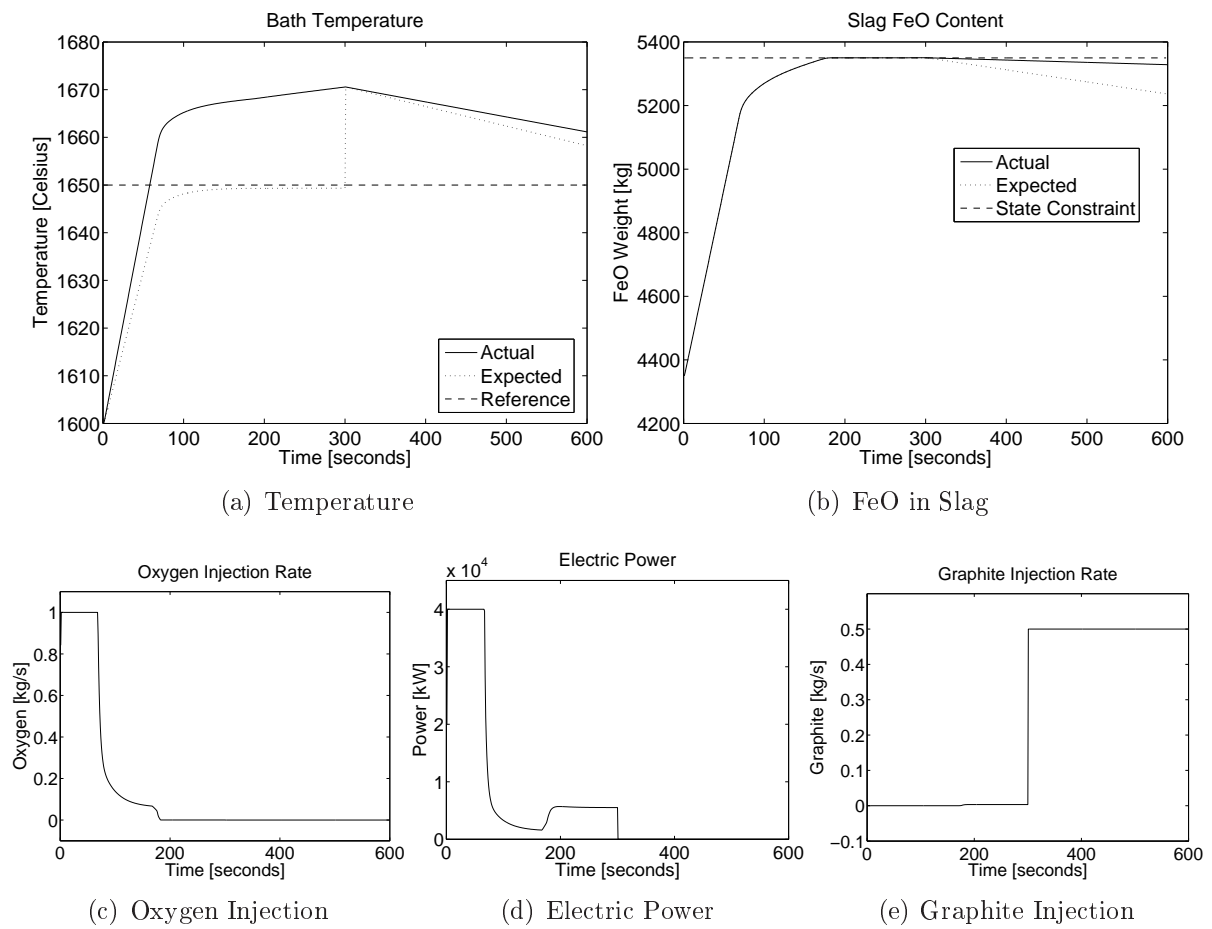 Bath Temperature
1680
1670
1660
1650
1640
1630
1620
1610
1600
Temperature [Celsius]
Actual
Expected
Reference
0
100
200
300
400
500
600
Time [seconds]
(a) Temperature
Slag FeO Content
5400
5200
5000
4800
4600
4400
4200
FeO Weight [kg]
Actual
Expected
State Constraint
0
100
200
300
400
500
600
Time [seconds]
(b) FeO in Slag
Oxygen Injection Rate
1
0.8
0.6
0.4
0.2
0
Oxygen [kg/s]
0
200
400
600
Time [seconds]
(c) Oxygen Injection
Electric Power
x 10^4
4
3
2
1
0
Power [kW]
0
200
400
600
Time [seconds]
(d) Electric Power
Graphite Injection Rate
0.5
0.4
0.3
0.2
0.1
0
−0.1
Graphite [kg/s]
0
200
400
600
Time [seconds]
(e) Graphite Injection